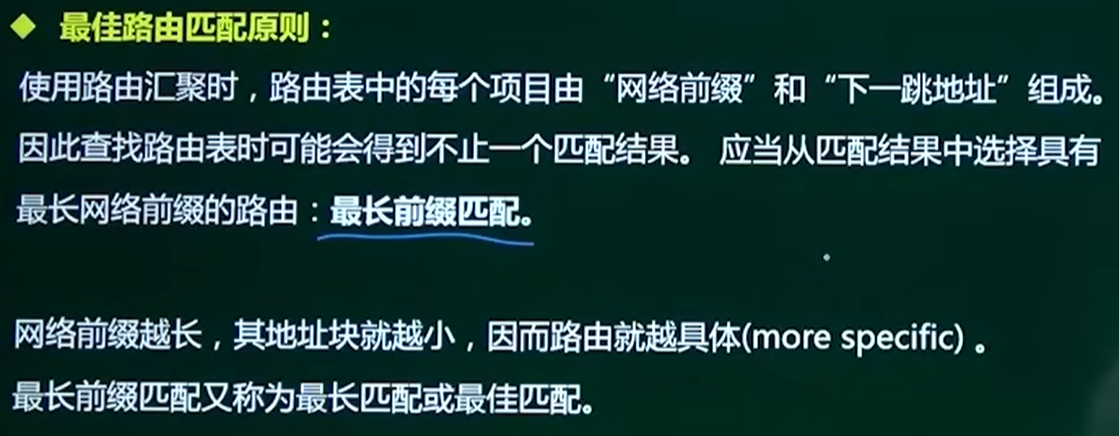 ◆ 最佳路由匹配原则：
使用路由汇聚时，路由表中的每个项目由“网络前缀”和“下一跳地址”组成。
因此查找路由表时可能会得到不止一个匹配结果。 应当从匹配结果中选择具有
最长网络前缀的路由：最长前缀匹配。
网络前缀越长，其地址块就越小，因而路由就越具体(more specific) 。
最长前缀匹配又称为最长匹配或最佳匹配。